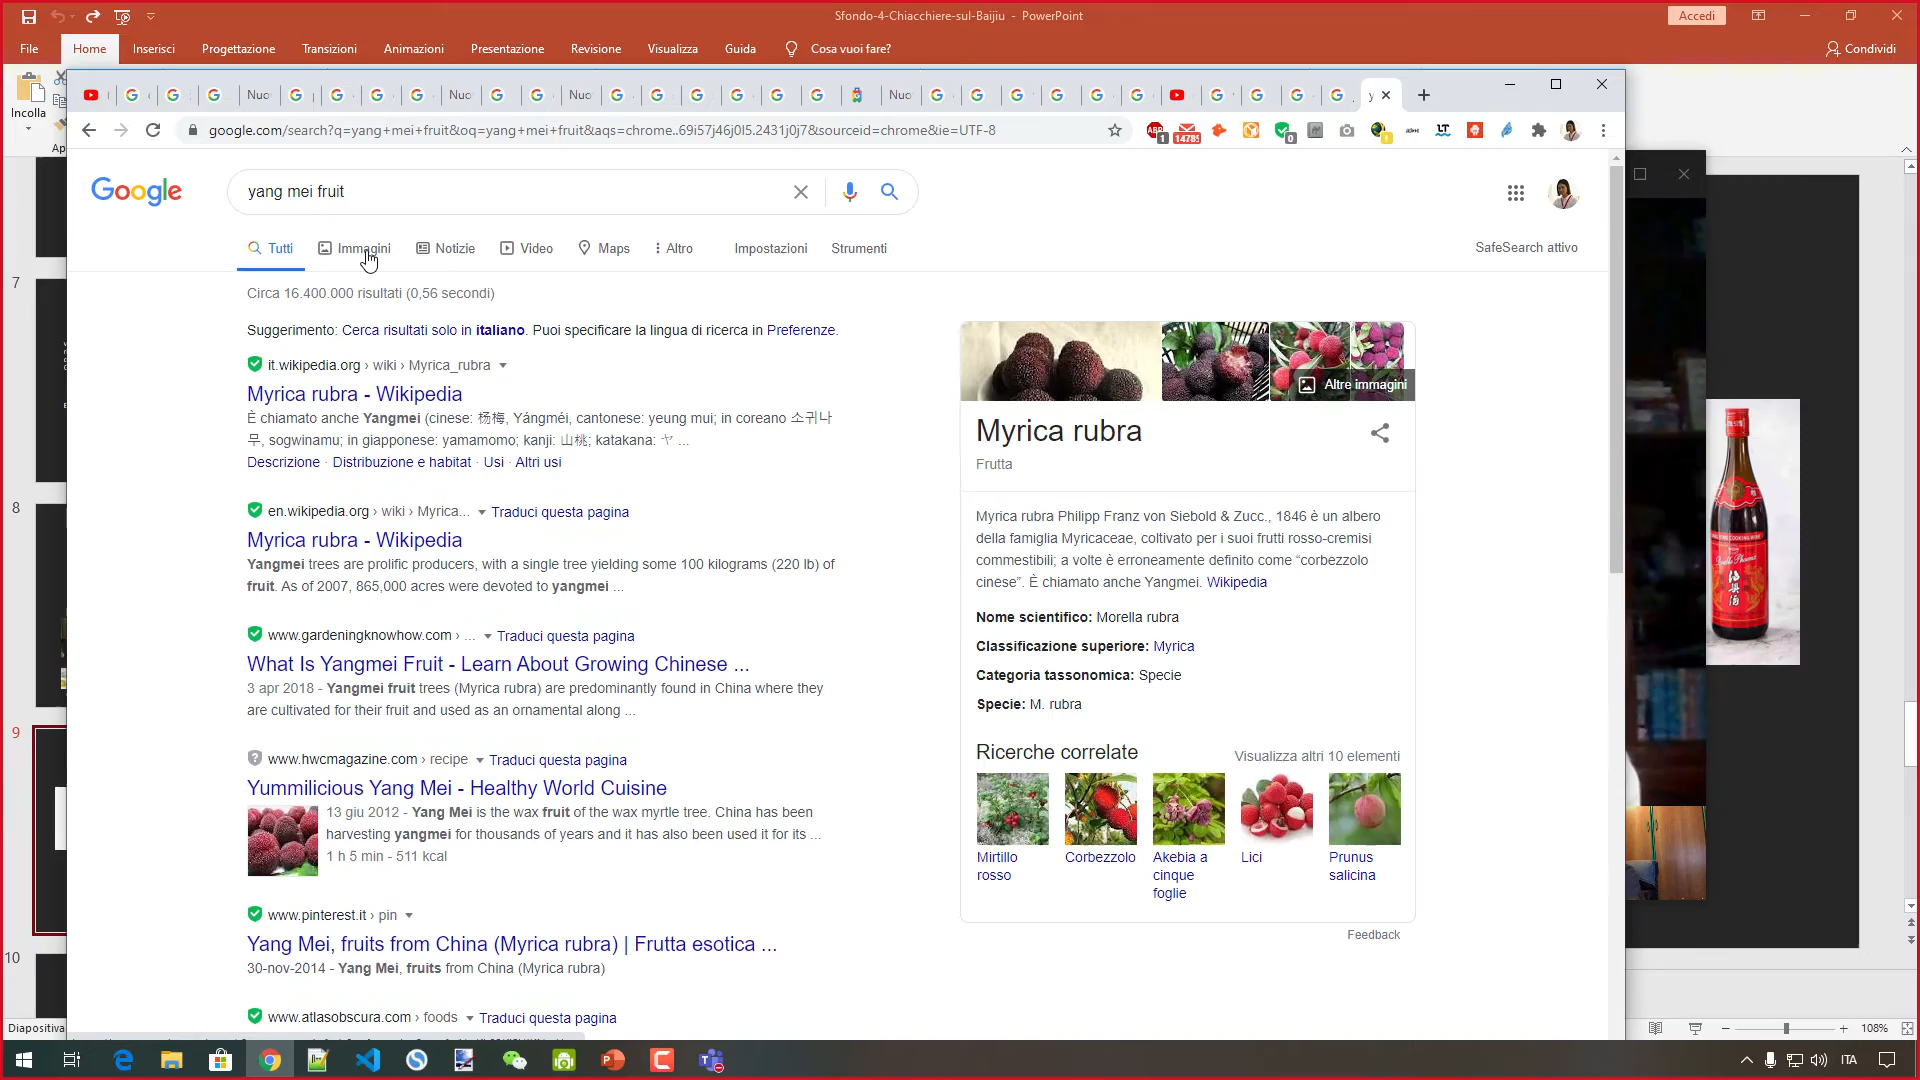 Sfondo-4-Chiacchiere-sul-Baijiu - PowerPoint
Accedi
File Home Inserisci Progettazione Transizioni Animazioni Presentazione Revisione Visualizza Guida Cosa vuoi fare?
Condividi
Incolla
Ap
Nuo
Nuo
Nuo
Nuo
google.com/search?q=yang+mei+fruit&oq=yang+mei+fruit&aqs=chrome..69i57j46j0l5.2431j0j7&sourceid=chrome&ie=UTF-8
ABP 1 14785 0 1 LT
Google
yang mei fruit
Tutti Immagini Notizie Video Maps Altro Impostazioni Strumenti
SafeSearch attivo
Circa 16.400.000 risultati (0,56 secondi)
Suggerimento: Cerca risultati solo in italiano. Puoi specificare la lingua di ricerca in Preferenze.
it.wikipedia.org › wiki › Myrica_rubra
Myrica rubra - Wikipedia
È chiamato anche Yangmei (cinese: 杨梅, Yángméi, cantonese: yeung mui; in coreano 소귀나
무, sogwinamu; in giapponese: yamamomo; kanji: 山桃; katakana: ヤ ...
Descrizione · Distribuzione e habitat · Usi · Altri usi
en.wikipedia.org › wiki › Myrica... Traduci questa pagina
Myrica rubra - Wikipedia
Yangmei trees are prolific producers, with a single tree yielding some 100 kilograms (220 lb) of
fruit. As of 2007, 865,000 acres were devoted to yangmei ...
www.gardeningknowhow.com › ... Traduci questa pagina
What Is Yangmei Fruit - Learn About Growing Chinese ...
3 apr 2018 - Yangmei fruit trees (Myrica rubra) are predominantly found in China where they
are cultivated for their fruit and used as an ornamental along ...
www.hwcmagazine.com › recipe Traduci questa pagina
Yummilicious Yang Mei - Healthy World Cuisine
13 giu 2012 - Yang Mei is the wax fruit of the wax myrtle tree. China has been
harvesting yangmei for thousands of years and it has also been used it for its ...
1 h 5 min - 511 kcal
www.pinterest.it › pin
Yang Mei, fruits from China (Myrica rubra) | Frutta esotica ...
30-nov-2014 - Yang Mei, fruits from China (Myrica rubra)
www.atlasobscura.com › foods Traduci questa pagina
Altre immagini
Myrica rubra
Frutta
Myrica rubra Philipp Franz von Siebold & Zucc., 1846 è un albero
della famiglia Myricaceae, coltivato per i suoi frutti rosso-cremisi
commestibili; a volte è erroneamente definito come “corbezzolo
cinese”. È chiamato anche Yangmei. Wikipedia
Nome scientifico: Morella rubra
Classificazione superiore: Myrica
Categoria tassonomica: Specie
Specie: M. rubra
Ricerche correlate
Visualizza altri 10 elementi
Mirtillo rosso
Corbezzolo
Akebia a cinque foglie
Lici
Prunus salicina
Feedback
7
8
9
10
Diapositiva
108%
ITA